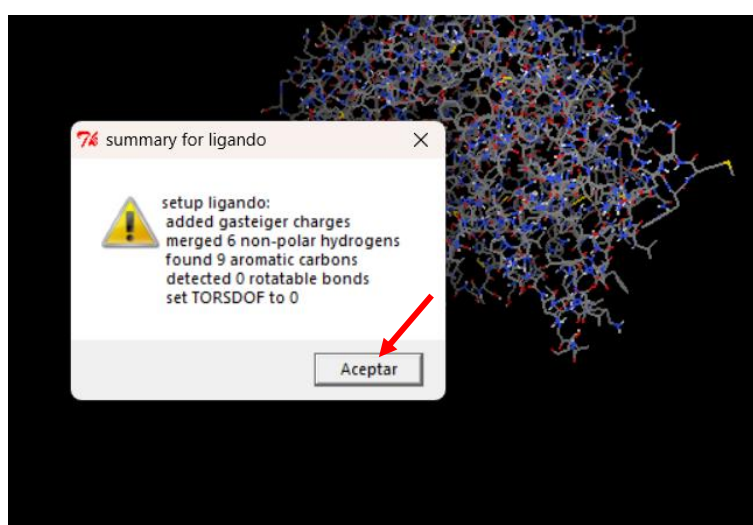 summary for ligando
setup ligando:
added gasteiger charges
merged 6 non-polar hydrogens
found 9 aromatic carbons
detected 0 rotatable bonds
set TORSDOF to 0
Aceptar